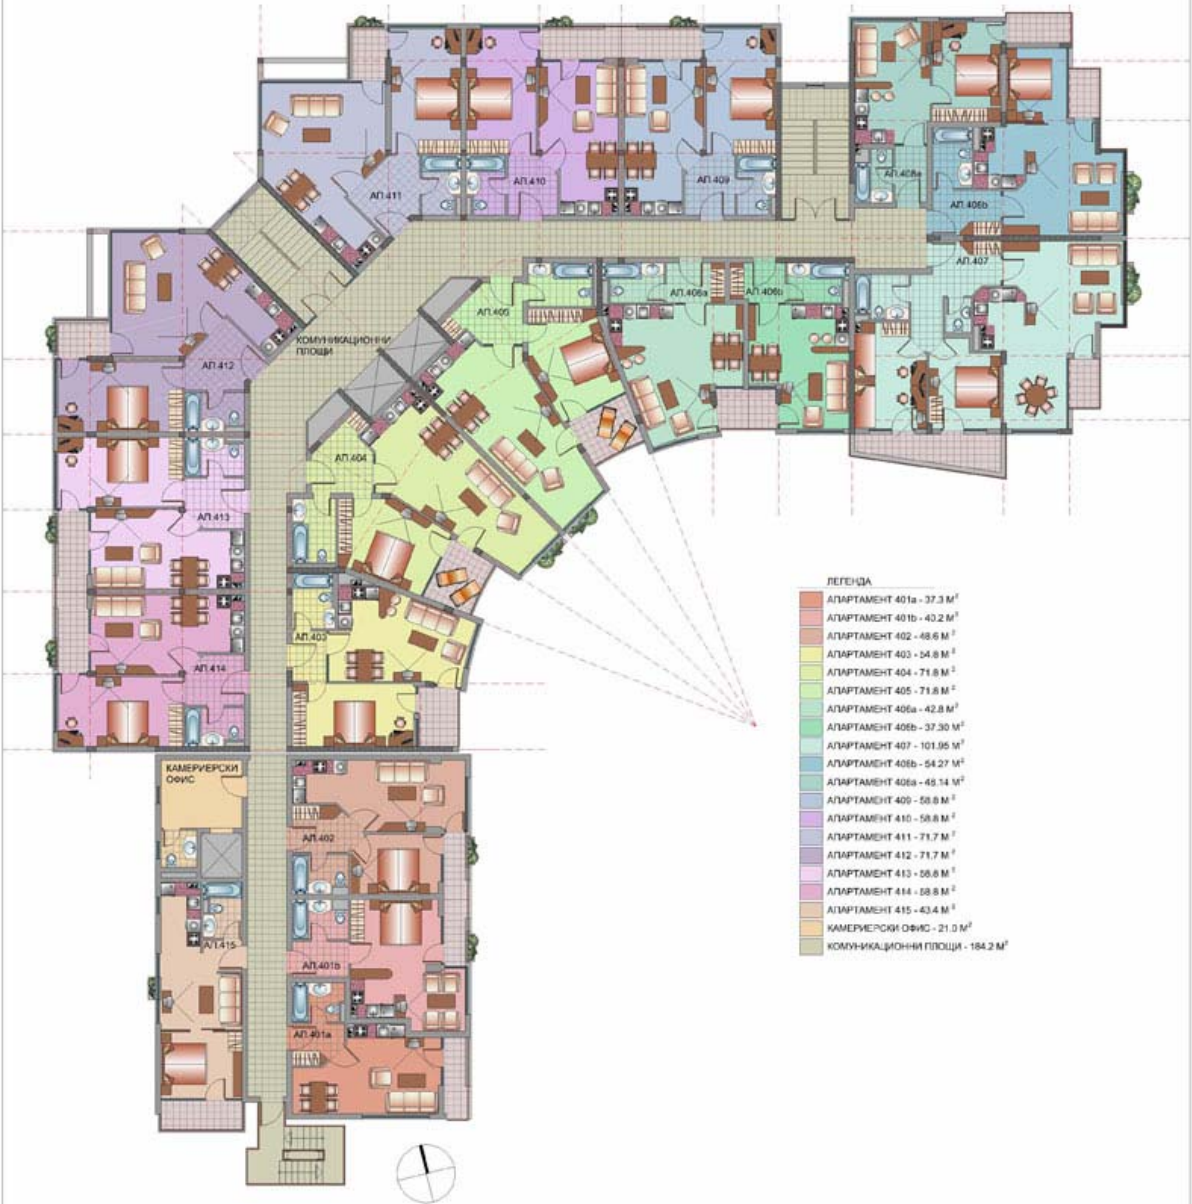 АП.411
АП.410
АП.409
АП.408а
АП.408b
АП.407
АП.405
АП.406а
АП.406b
КОМУНИКАЦИОННИ
ПЛОЩИ
АП.412
АП.404
АП.413
АП.403
АП.414
КАМЕРИЕРСКИ
ОФИС
АП.402
АП.415
АП.401b
АП.401а
ЛЕГЕНДА
АПАРТАМЕНТ 401а - 37.3 М²
АПАРТАМЕНТ 401b - 40.2 М²
АПАРТАМЕНТ 402 - 48.6 М²
АПАРТАМЕНТ 403 - 54.8 М²
АПАРТАМЕНТ 404 - 71.8 М²
АПАРТАМЕНТ 405 - 71.8 М²
АПАРТАМЕНТ 406а - 42.8 М²
АПАРТАМЕНТ 406b - 37.30 М²
АПАРТАМЕНТ 407 - 101.95 М²
АПАРТАМЕНТ 408b - 54.27 М²
АПАРТАМЕНТ 408а - 48.14 М²
АПАРТАМЕНТ 409 - 58.8 М²
АПАРТАМЕНТ 410 - 58.8 М²
АПАРТАМЕНТ 411 - 71.7 М²
АПАРТАМЕНТ 412 - 71.7 М²
АПАРТАМЕНТ 413 - 58.8 М²
АПАРТАМЕНТ 414 - 58.8 М²
АПАРТАМЕНТ 415 - 43.4 М²
КАМЕРИЕРСКИ ОФИС - 21.0 М²
КОМУНИКАЦИОННИ ПЛОЩИ - 184.2 М²